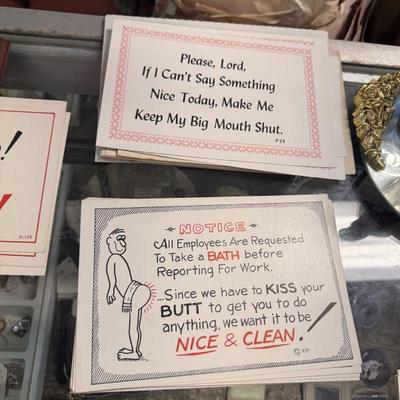 Please, Lord,
If I Can't Say Something
Nice Today, Make Me
Keep My Big Mouth Shut.
P 25
!
A-175
NOTICE
All Employees Are Requested
To Take a BATH before
Reporting For Work.
...Since we have to KISS your
BUTT to get you to do
anything, we want it to be
NICE & CLEAN.!